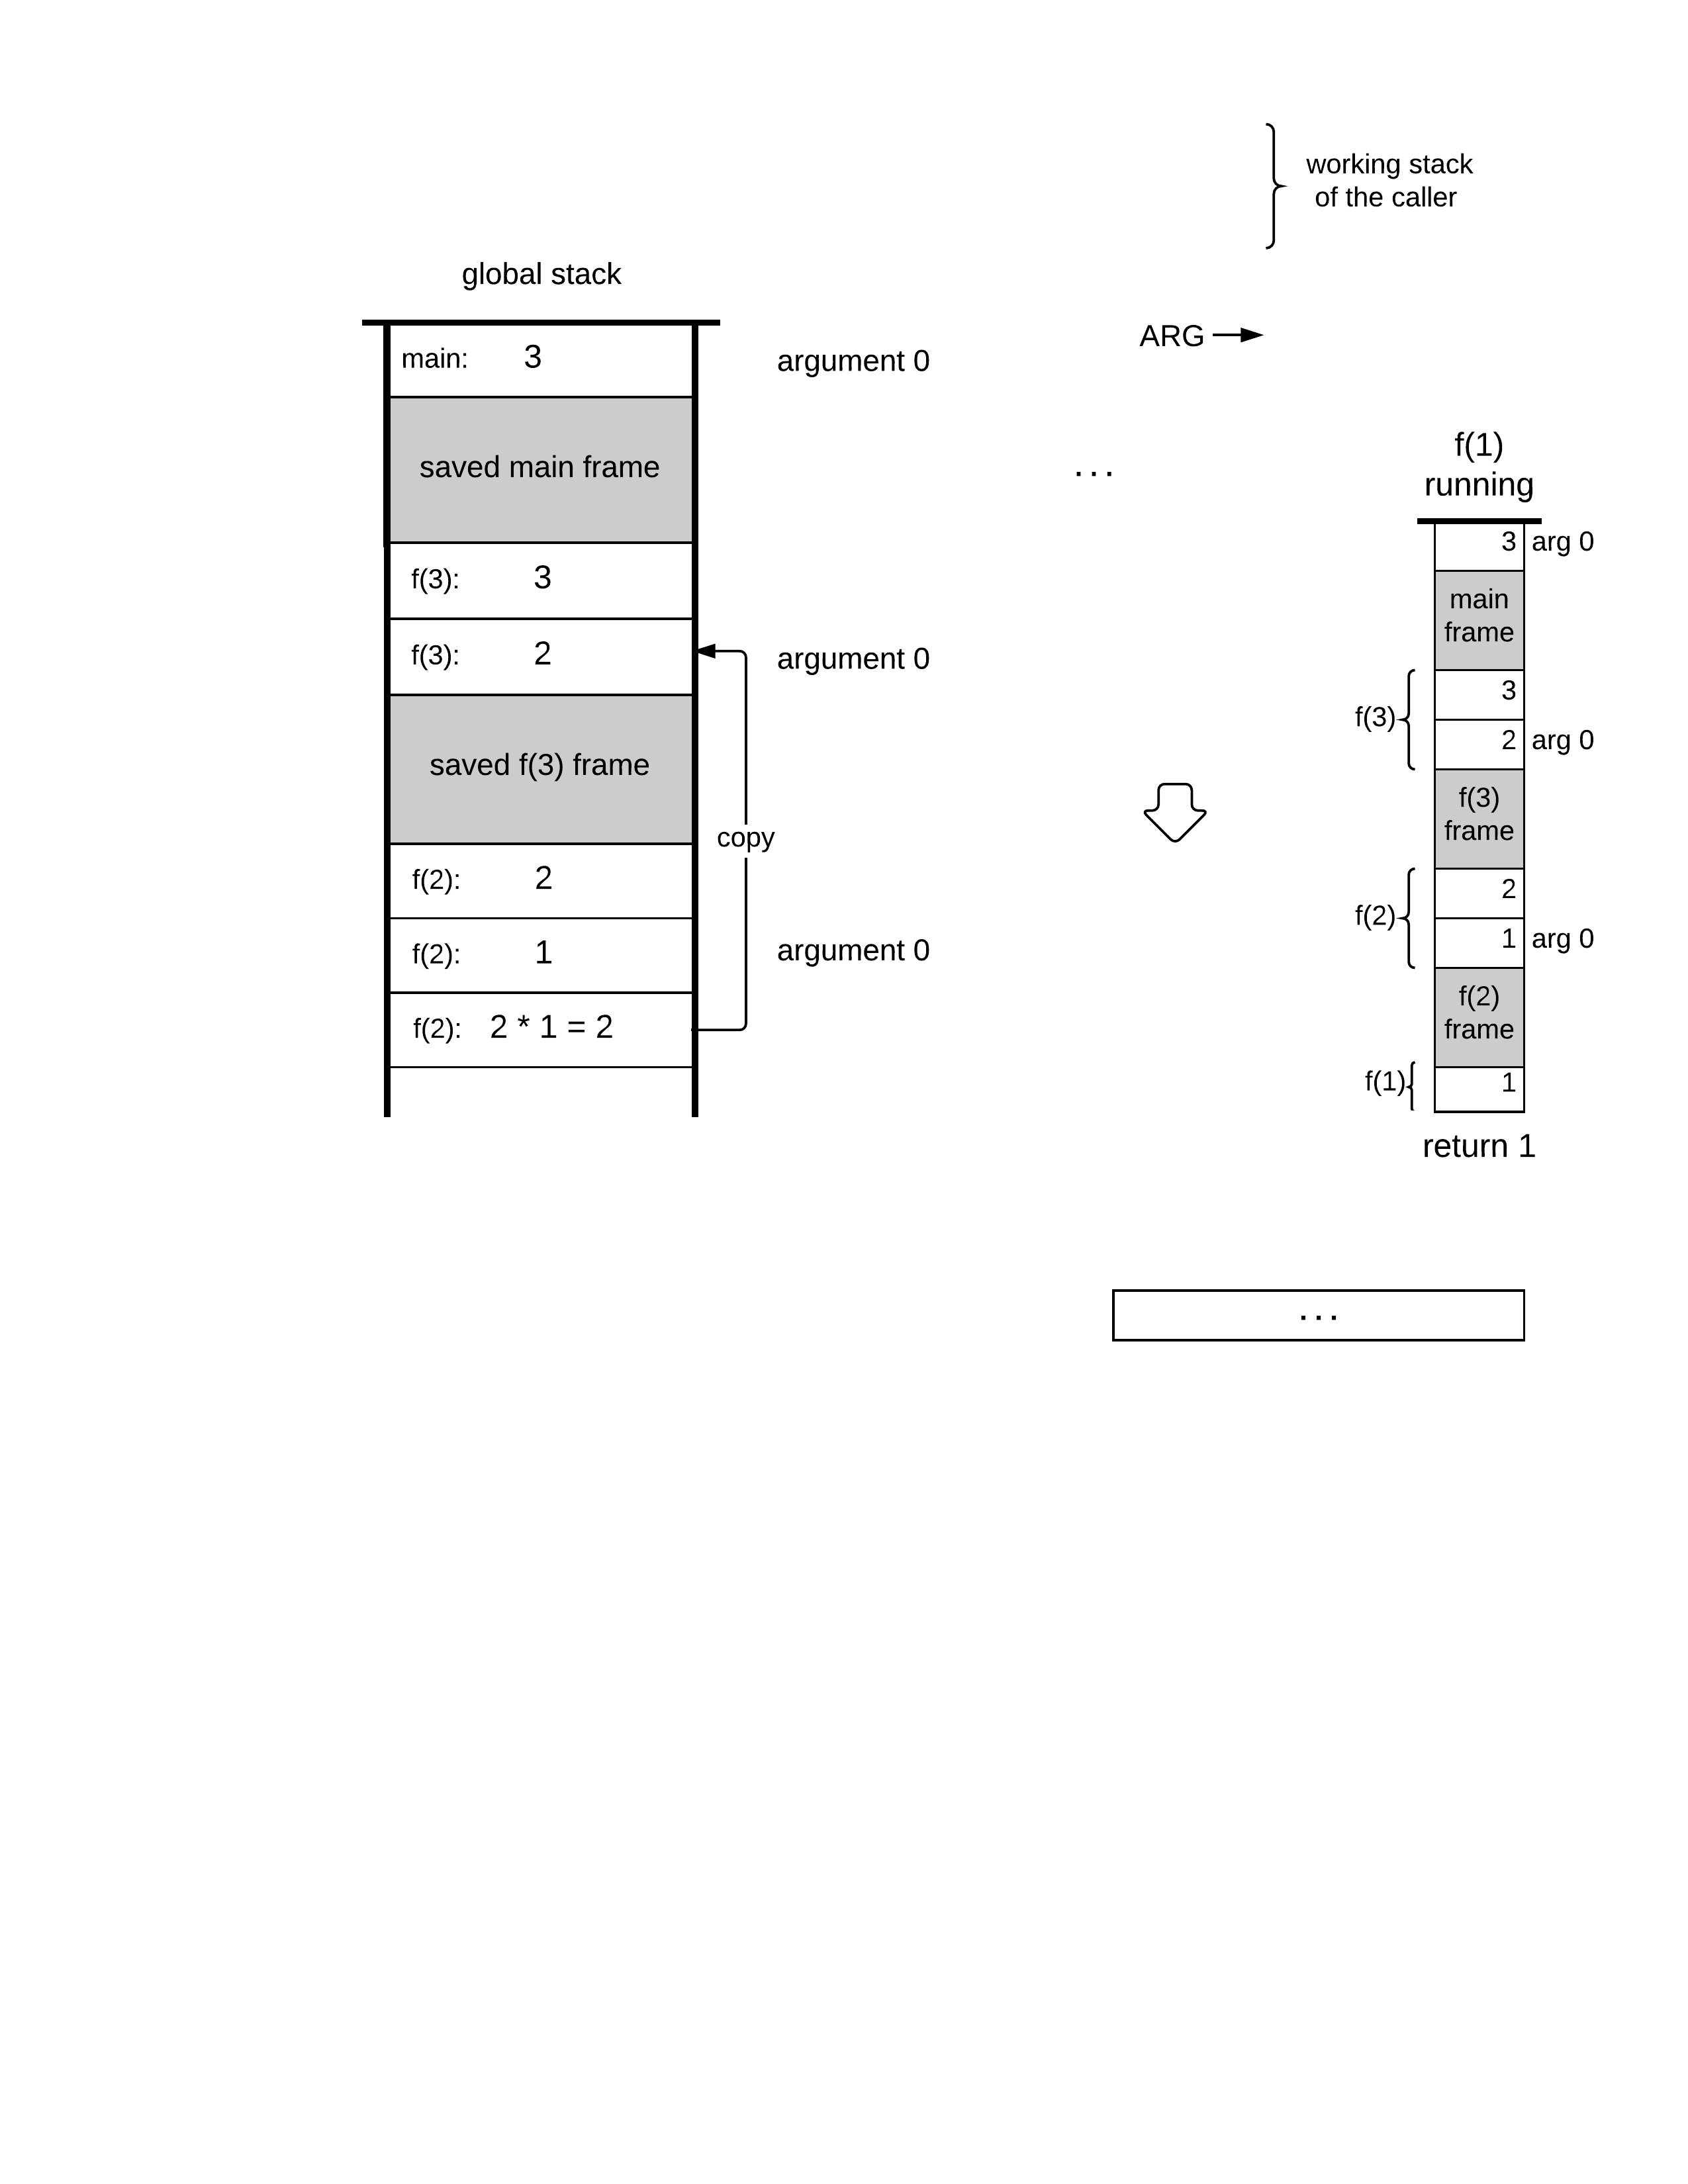 working stack
of the caller
global stack
ARG
main: 3
argument 0
saved main frame
. . .
f(3): 3
f(3): 2
argument 0
saved f(3) frame
copy
f(2): 2
f(2): 1
argument 0
f(2): 2 * 1 = 2
f(1)
running
3 arg 0
main
frame
f(3)
3
2 arg 0
f(3)
frame
f(2)
2
1 arg 0
f(2)
frame
f(1)
1
return 1
. . .